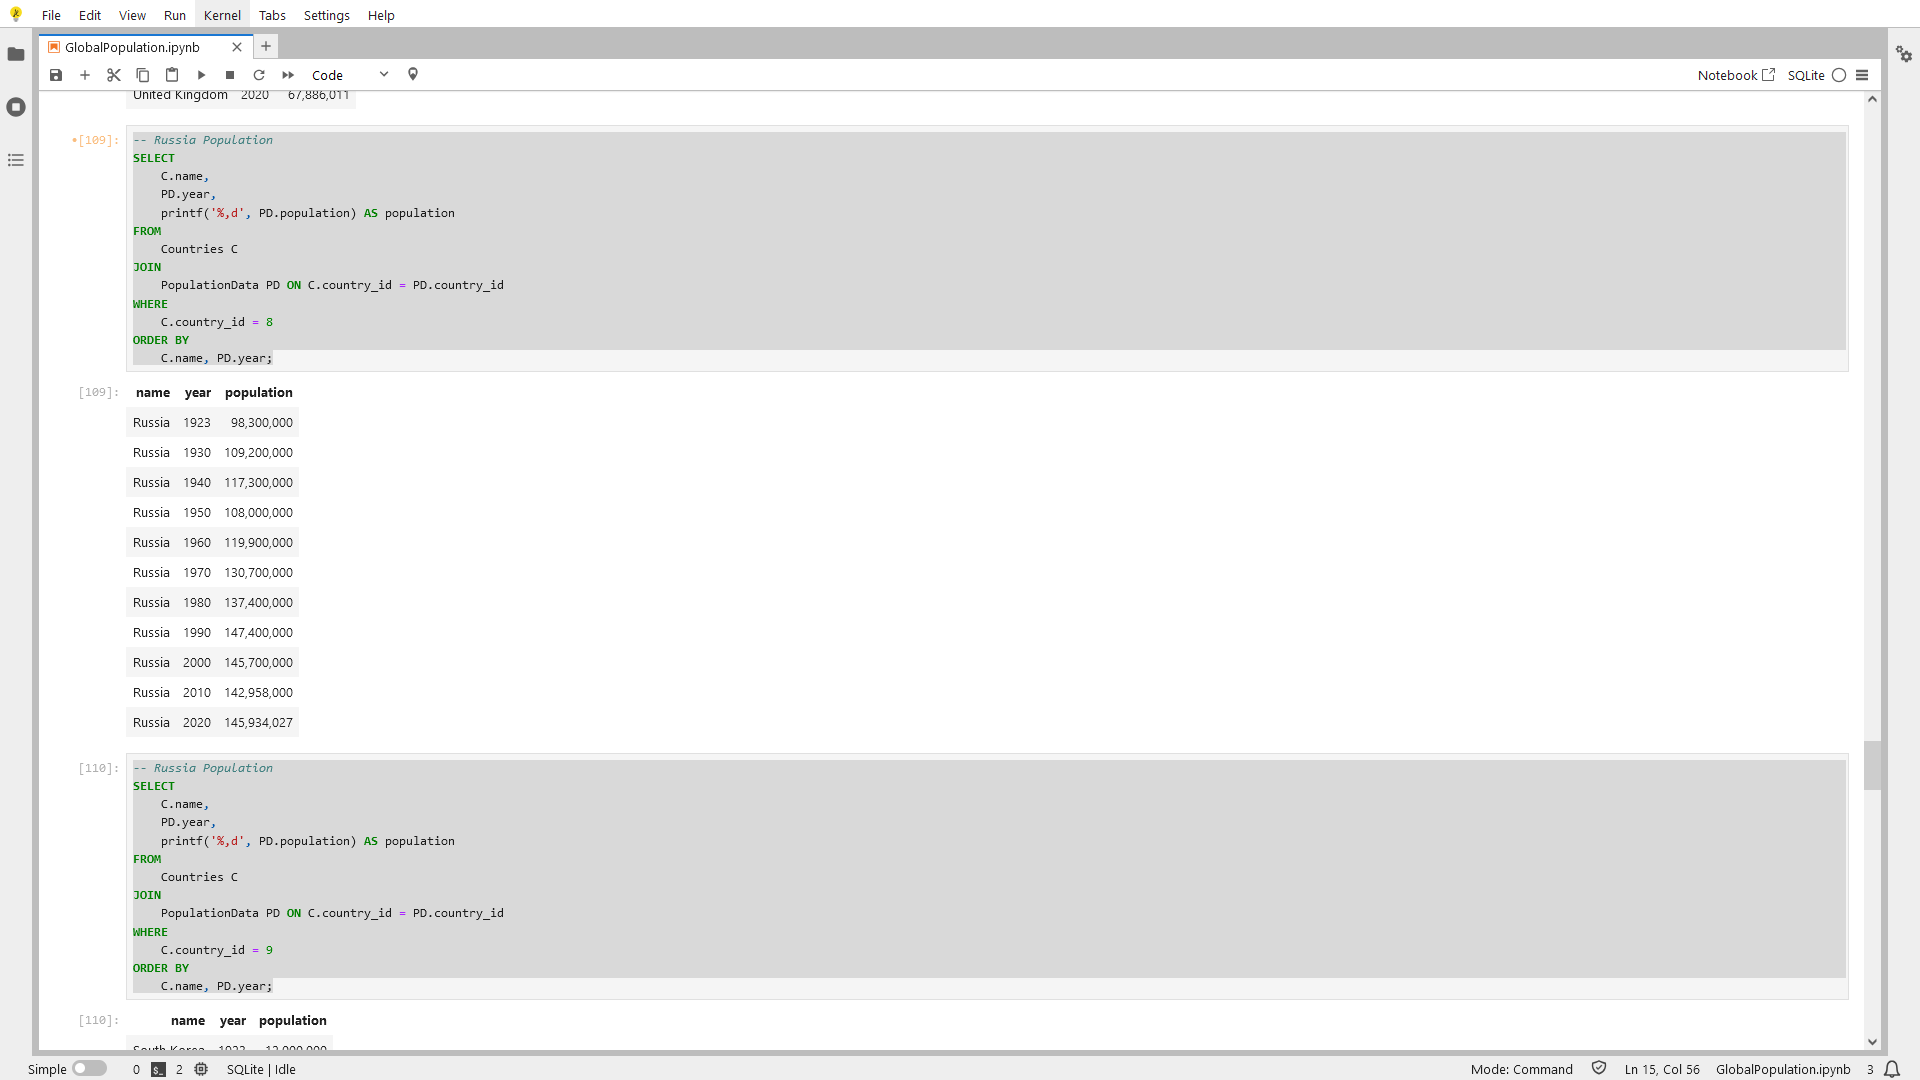 File Edit View Run Kernel Tabs Settings Help
GlobalPopulation.ipynb
Code
Notebook SQLite
United Kingdom 2020 67,886,011
•[109]: -- Russia Population
SELECT
C.name,
PD.year,
printf('%,d', PD.population) AS population
FROM
Countries C
JOIN
PopulationData PD ON C.country_id = PD.country_id
WHERE
C.country_id = 8
ORDER BY
C.name, PD.year;
[109]: name year population
Russia 1923 98,300,000
Russia 1930 109,200,000
Russia 1940 117,300,000
Russia 1950 108,000,000
Russia 1960 119,900,000
Russia 1970 130,700,000
Russia 1980 137,400,000
Russia 1990 147,400,000
Russia 2000 145,700,000
Russia 2010 142,958,000
Russia 2020 145,934,027
[110]: -- Russia Population
SELECT
C.name,
PD.year,
printf('%,d', PD.population) AS population
FROM
Countries C
JOIN
PopulationData PD ON C.country_id = PD.country_id
WHERE
C.country_id = 9
ORDER BY
C.name, PD.year;
[110]: name year population
South Korea 1923 12,000,000
Simple 0 $_ 2 SQLite | Idle Mode: Command Ln 15, Col 56 GlobalPopulation.ipynb 3